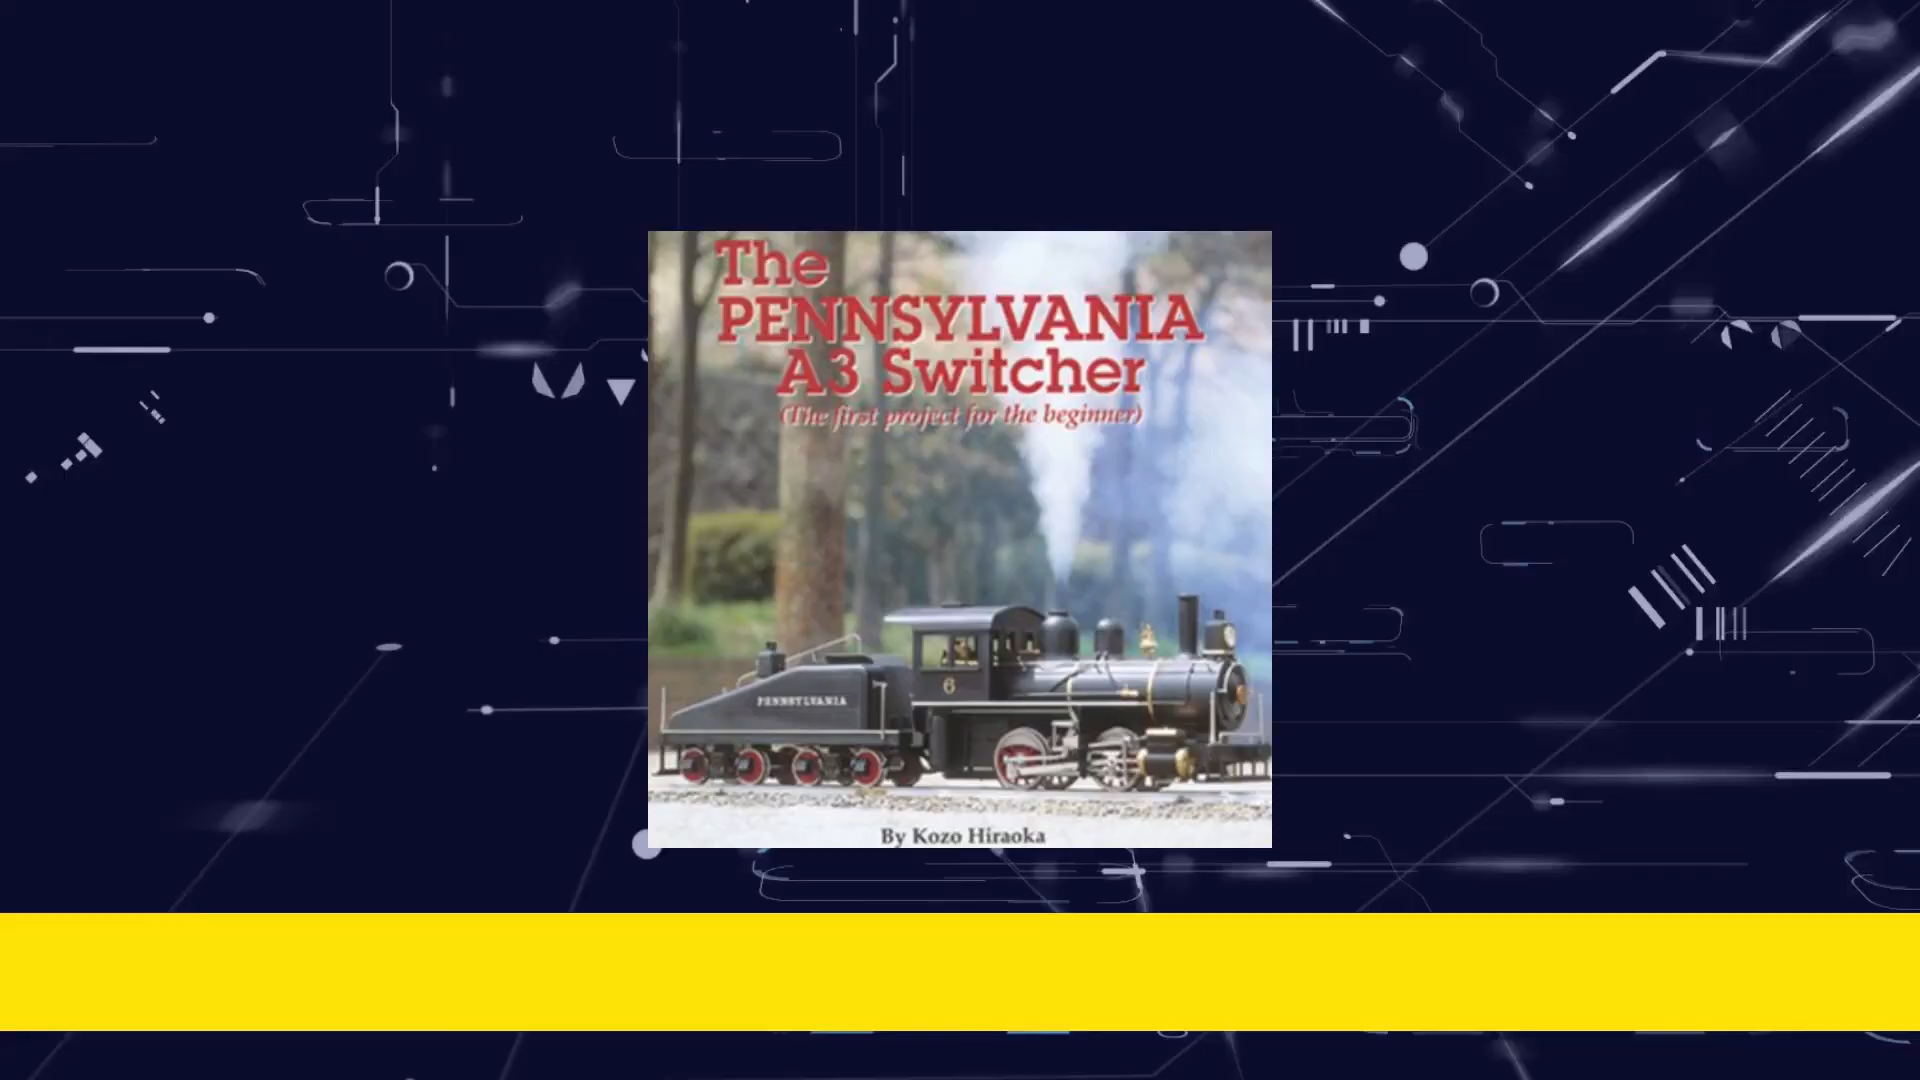 The
PENNSYLVANIA
A3 Switcher
(The first project for the beginner)
PENNSYLVANIA
6
By Kozo Hiraoka